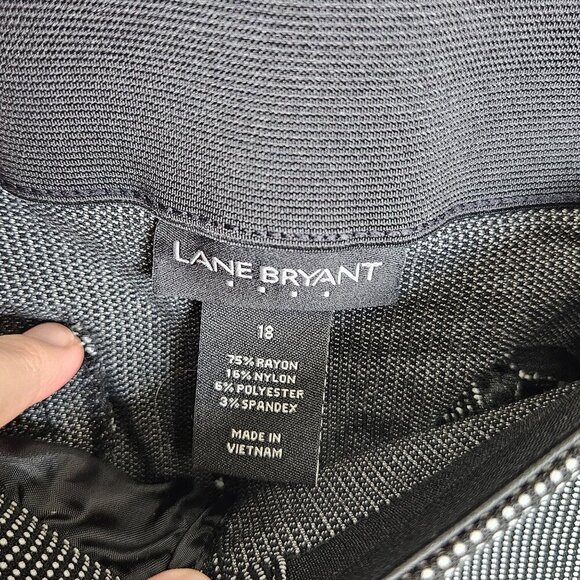 LANE BRYANT
18
75% RAYON
16% NYLON
6% POLYESTER
3% SPANDEX
MADE IN
VIETNAM